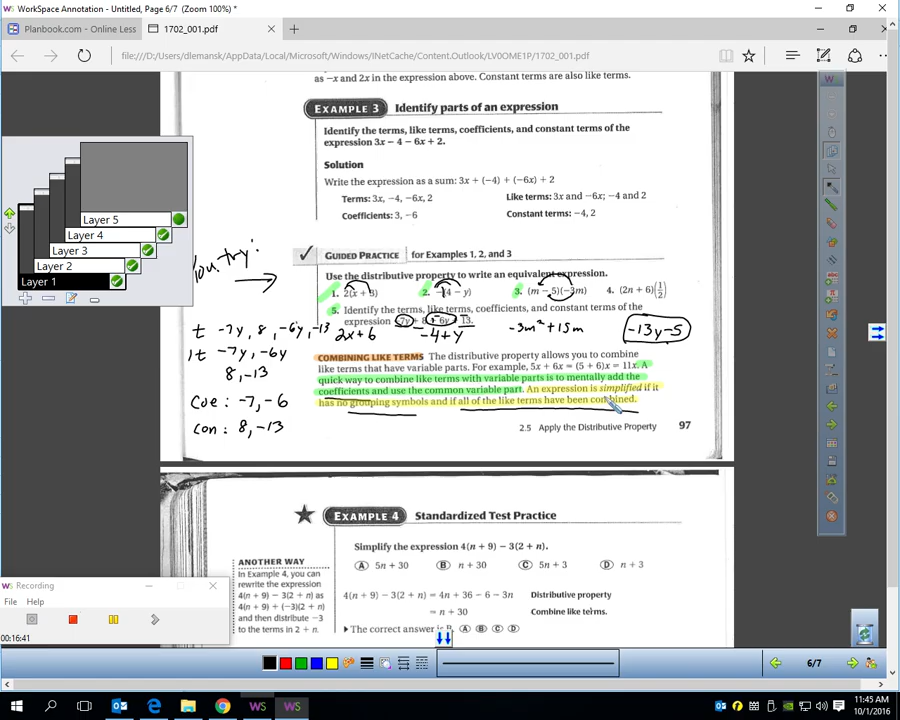 WorkSpace Annotation - Untitled, Page 6/7 (Zoom 100%) *
Planbook.com - Online Less
1702_001.pdf
file:///D:/Users/dlemansk/AppData/Local/Microsoft/Windows/INetCache/Content.Outlook/LV0OME1P/1702_001.pdf
as −x and 2x in the expression above. Constant terms are also like terms.
EXAMPLE 3 Identify parts of an expression
Identify the terms, like terms, coefficients, and constant terms of the
expression 3x − 4 − 6x + 2.
Solution
Write the expression as a sum: 3x + (−4) + (−6x) + 2
Terms: 3x, −4, −6x, 2
Like terms: 3x and −6x; −4 and 2
Coefficients: 3, −6
Constant terms: −4, 2
Layer 5
Layer 4
Layer 3
Layer 2
Layer 1
You try:
GUIDED PRACTICE for Examples 1, 2, and 3
Use the distributive property to write an equivalent expression.
1. 2(x + 3)
2. −(4 − y)
3. (m − 5)(−3m)
4. (2n + 6)(1/2)
5. Identify the terms, like terms, coefficients, and constant terms of the
expression −7y + 8 − 6y − 13.
t -7y, 8, -6y, -13
2x+6
-4+y
-3m² + 15m
-13y-5
lt -7y, -6y
8, -13
coe: -7, -6
con: 8, -13
COMBINING LIKE TERMS The distributive property allows you to combine
like terms that have variable parts. For example, 5x + 6x = (5 + 6)x = 11x. A
quick way to combine like terms with variable parts is to mentally add the
coefficients and use the common variable part. An expression is simplified if it
has no grouping symbols and if all of the like terms have been combined.
2.5 Apply the Distributive Property 97
EXAMPLE 4 Standardized Test Practice
Simplify the expression 4(n + 9) − 3(2 + n).
A 5n + 30
B n + 30
C 5n + 3
D n + 3
ANOTHER WAY
In Example 4, you can
rewrite the expression
4(n + 9) − 3(2 + n) as
4(n + 9) + (−3)(2 + n)
and then distribute −3
to the terms in 2 + n.
4(n + 9) − 3(2 + n) = 4n + 36 − 6 − 3n Distributive property
= n + 30 Combine like terms.
The correct answer is B. A B C D
Recording
File Help
00:16:41
6/7
11:45 AM
10/1/2016